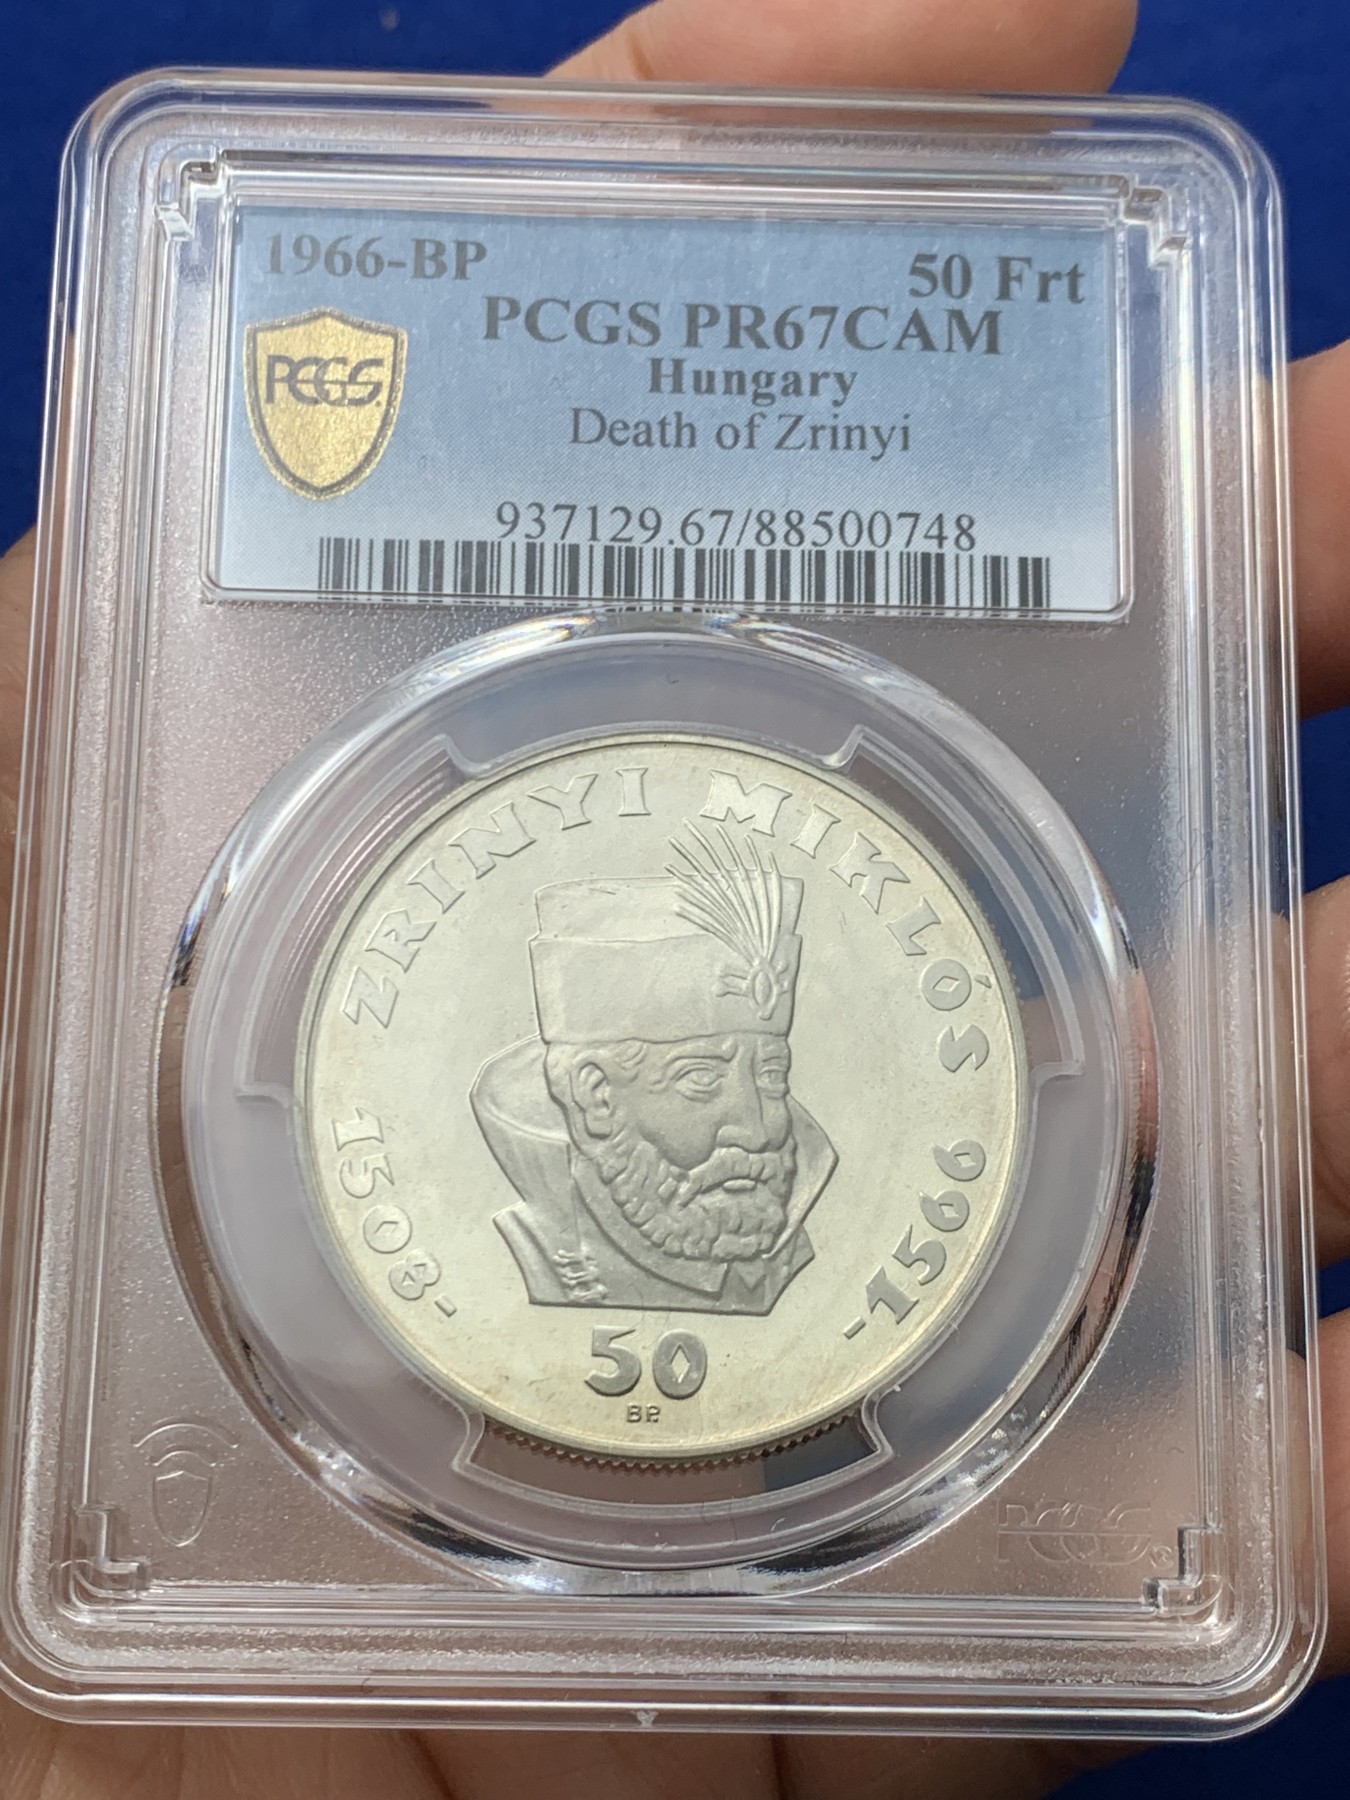 1966-BP 50 Frt
PCGS PR67CAM
PCGS
Hungary
Death of Zrinyi
937129.67/88500748
ZRINYI MIKLÓS
1508- -1566
50
BP.
PCGS